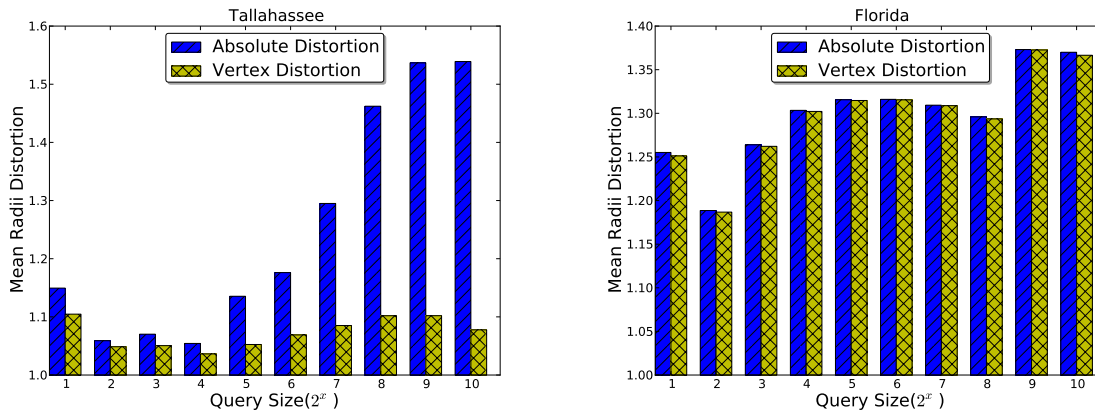 Tallahassee
Mean Radii Distortion
1.6
1.5
1.4
1.3
1.2
1.1
1.0
Absolute Distortion
Vertex Distortion
1 2 3 4 5 6 7 8 9 10
Query Size(2^x )
Florida
Mean Radii Distortion
1.40
1.35
1.30
1.25
1.20
1.15
1.10
1.05
1.00
Absolute Distortion
Vertex Distortion
1 2 3 4 5 6 7 8 9 10
Query Size(2^x )